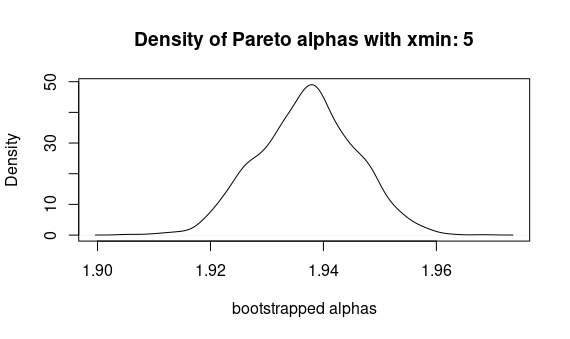 Density of Pareto alphas with xmin: 5
Density
50
30
10
0
1.90 1.92 1.94 1.96
bootstrapped alphas